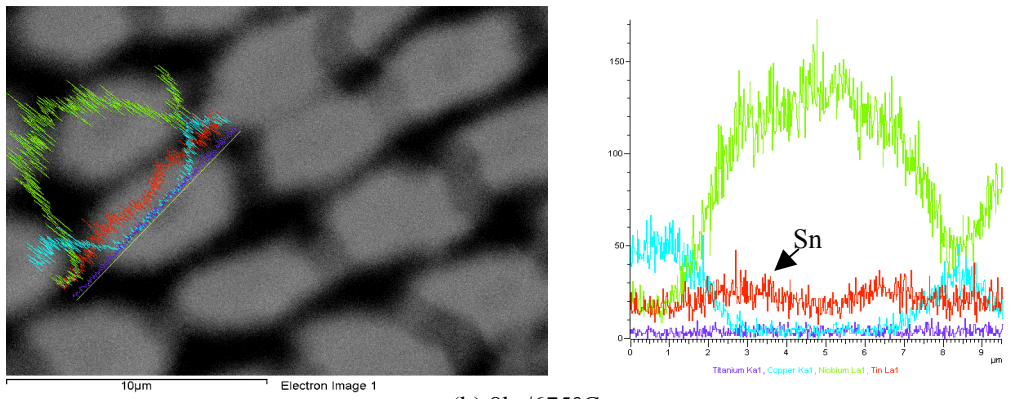 150
100
50
0
Sn
0 1 2 3 4 5 6 7 8 9
µm
Titanium Ka1, Copper Ka1, Niobium La1, Tin La1
10µm Electron Image 1